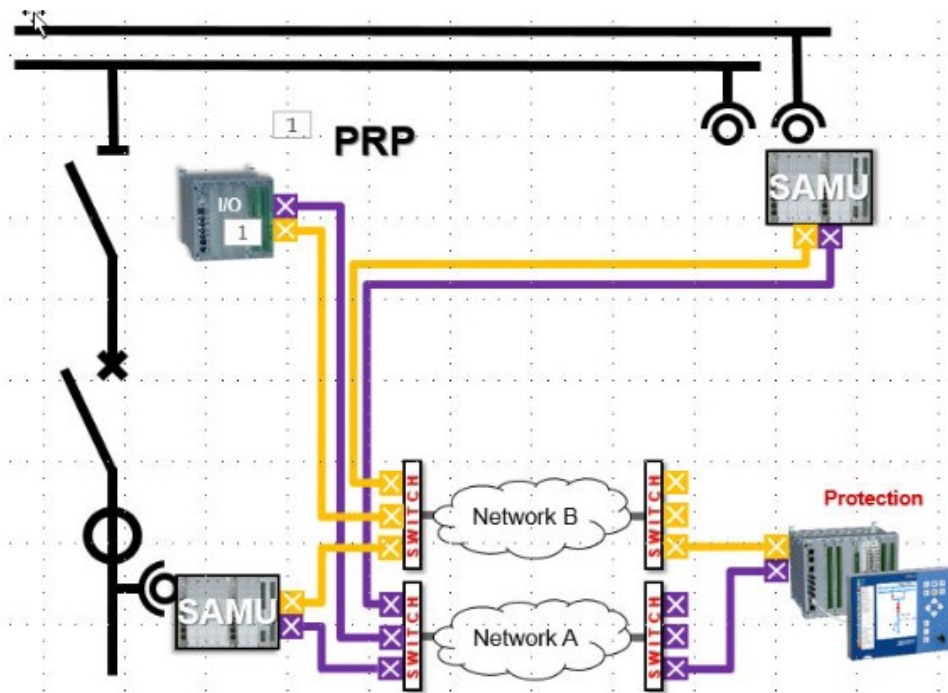 1
PRP
SAMU
I/O
1
SWITCH
Network B
SWITCH
Protection
SAMU
SWITCH
Network A
SWITCH